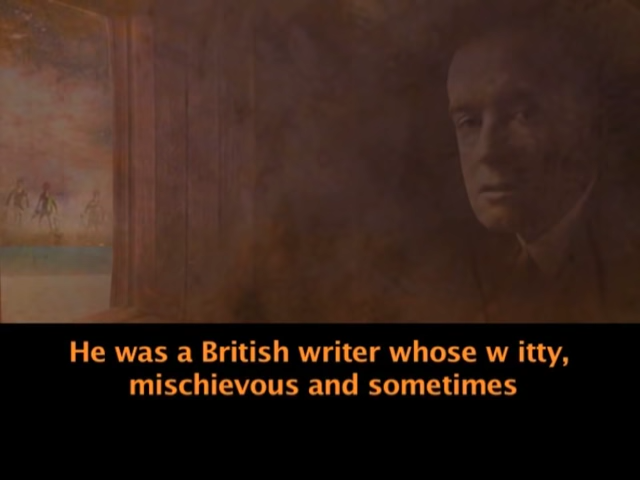 He was a British writer whose w itty,
mischievous and sometimes